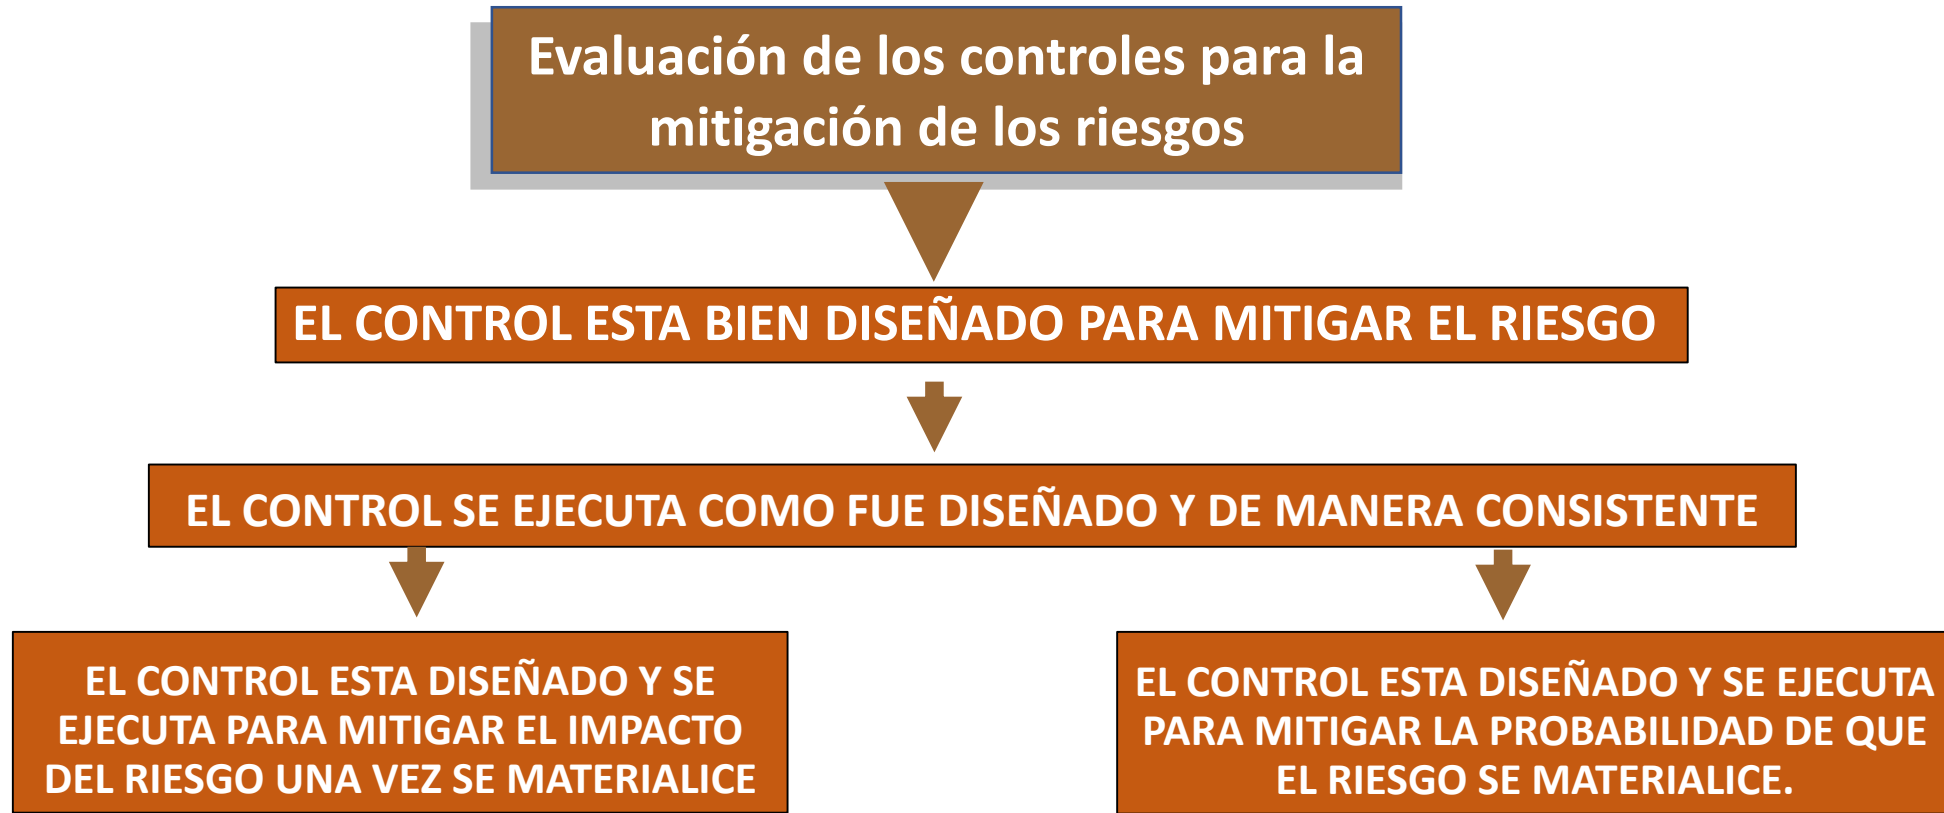 Evaluación de los controles para la
mitigación de los riesgos
EL CONTROL ESTA BIEN DISEÑADO PARA MITIGAR EL RIESGO
EL CONTROL SE EJECUTA COMO FUE DISEÑADO Y DE MANERA CONSISTENTE
EL CONTROL ESTA DISEÑADO Y SE
EJECUTA PARA MITIGAR EL IMPACTO
DEL RIESGO UNA VEZ SE MATERIALICE
EL CONTROL ESTA DISEÑADO Y SE EJECUTA
PARA MITIGAR LA PROBABILIDAD DE QUE
EL RIESGO SE MATERIALICE.